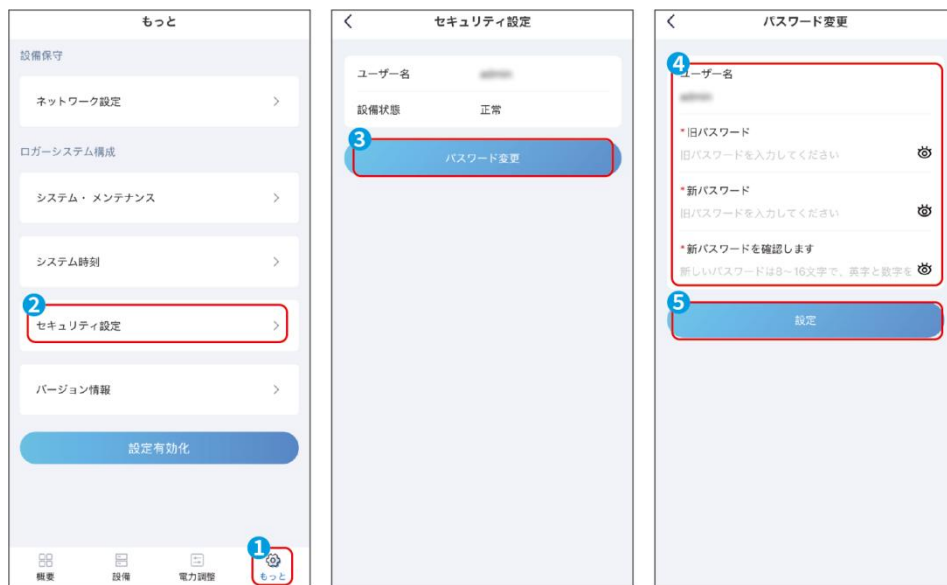 もっと
設備保守
ネットワーク設定
ロガーシステム構成
システム・メンテナンス
システム時刻
2
セキュリティ設定
バージョン情報
設定有効化
1
概要
設備
電力調整
もっと
セキュリティ設定
ユーザー名
設備状態 正常
3
パスワード変更
パスワード変更
4
ユーザー名
*旧パスワード
旧パスワードを入力してください
*新パスワード
旧パスワードを入力してください
*新パスワードを確認します
新しいパスワードは8～16文字で、英字と数字を
5
設定